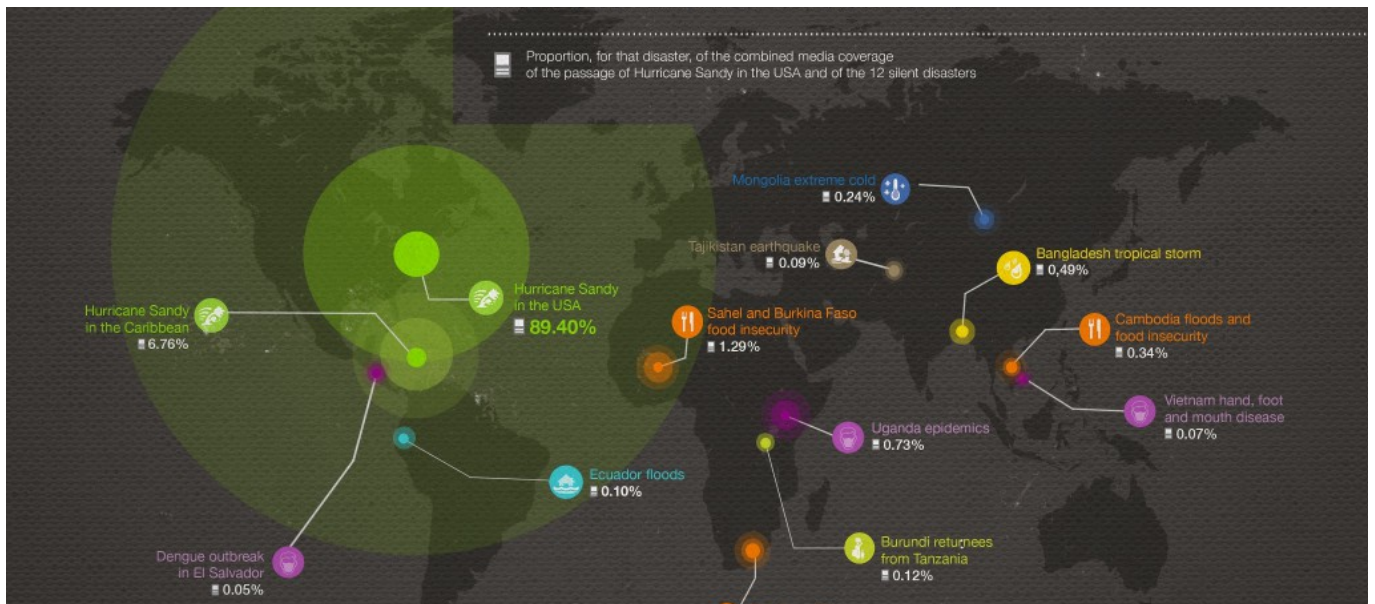 Proportion, for that disaster, of the combined media coverage
of the passage of Hurricane Sandy in the USA and of the 12 silent disasters
Mongolia extreme cold
0.24%
Tajikistan earthquake
0.09%
Bangladesh tropical storm
0,49%
Hurricane Sandy
in the USA
89.40%
Hurricane Sandy
in the Caribbean
6.76%
Sahel and Burkina Faso
food insecurity
1.29%
Cambodia floods and
food insecurity
0.34%
Vietnam hand, foot
and mouth disease
0.07%
Uganda epidemics
0.73%
Ecuador floods
0.10%
Burundi returnees
from Tanzania
0.12%
Dengue outbreak
in El Salvador
0.05%